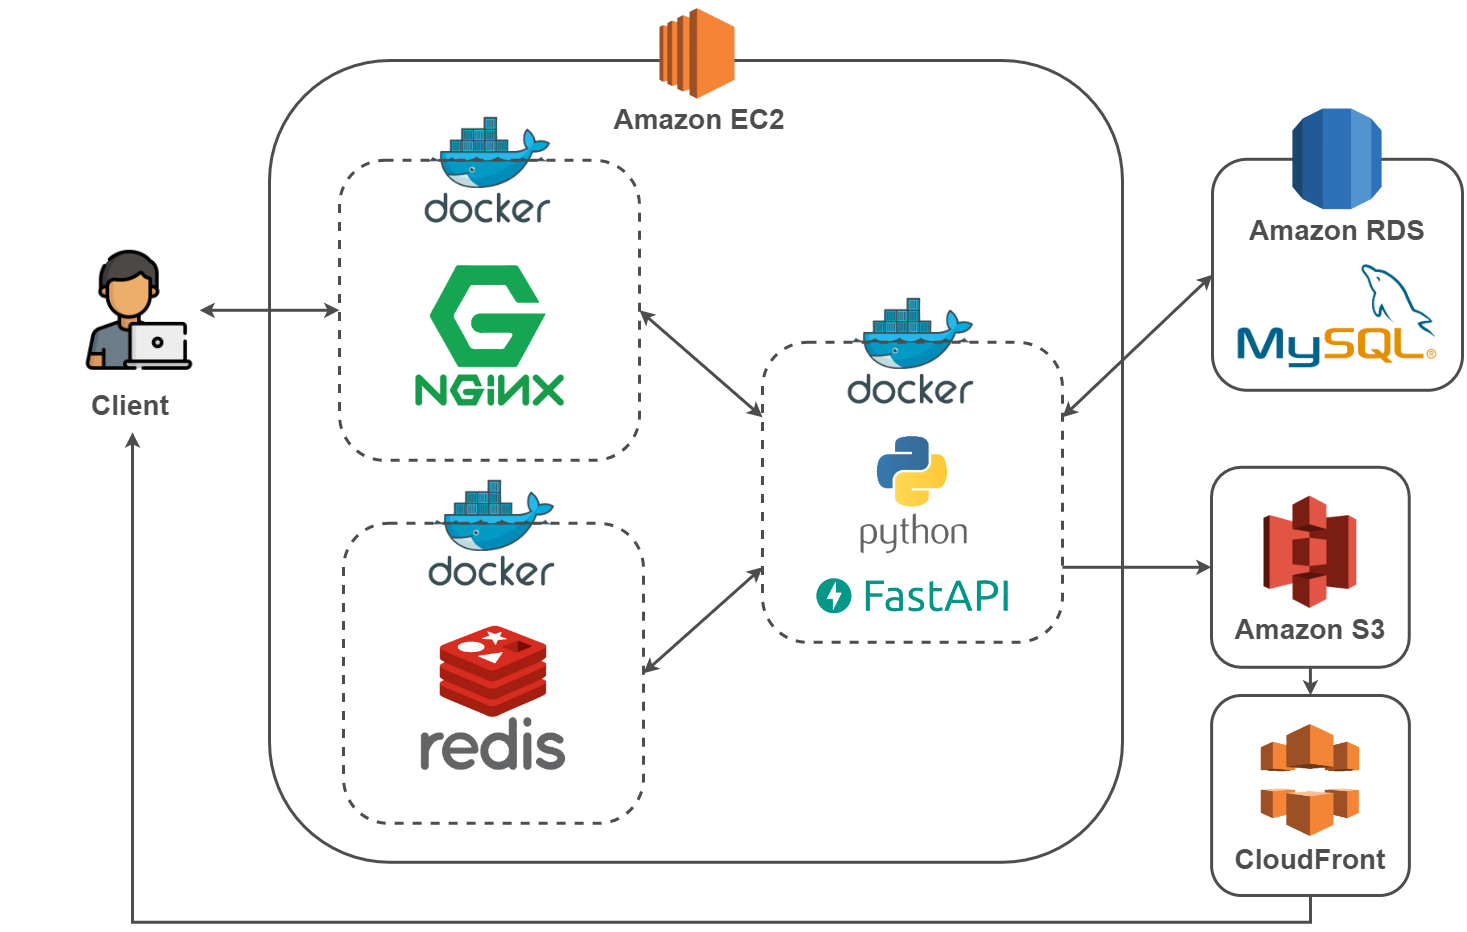 Amazon EC2
docker
NGINX
Client
docker
redis
docker
python
FastAPI
Amazon RDS
MySQL®
Amazon S3
CloudFront